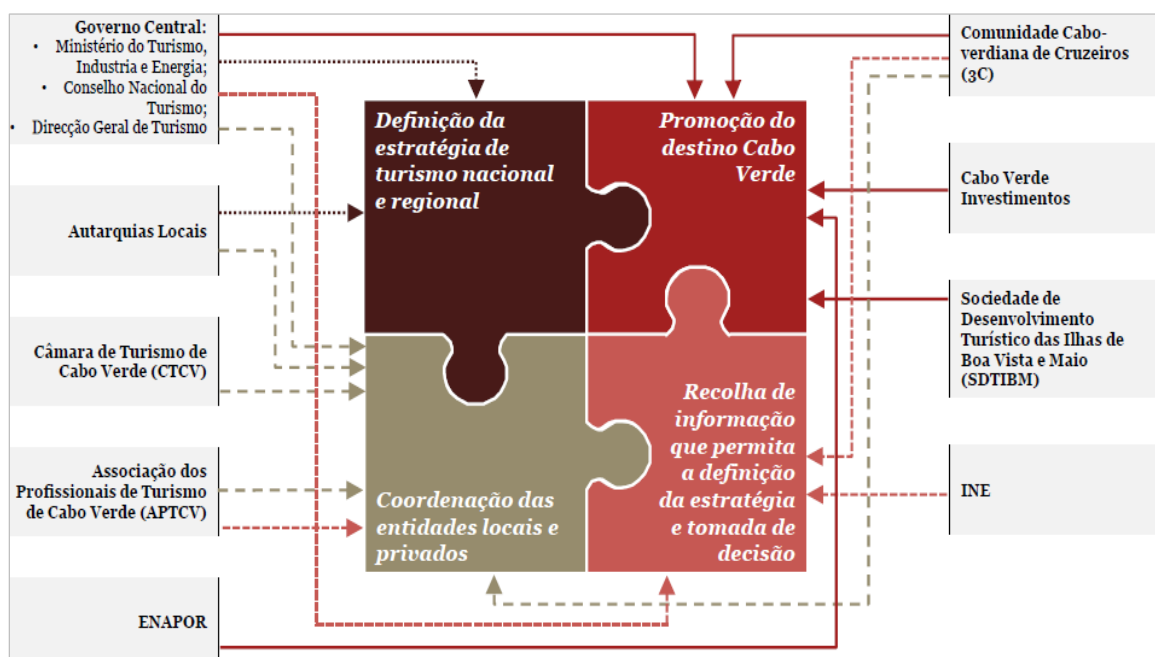 Governo Central:
• Ministério do Turismo,
Industria e Energia;
• Conselho Nacional do
Turismo;
• Direcção Geral de Turismo
Autarquias Locais
Câmara de Turismo de
Cabo Verde (CTCV)
Associação dos
Profissionais de Turismo
de Cabo Verde (APTCV)
ENAPOR
Definição da
estratégia de
turismo nacional
e regional
Promoção do
destino Cabo
Verde
Coordenação das
entidades locais e
privados
Recolha de
informação
que permita
a definição
da estratégia
e tomada de
decisão
Comunidade Cabo-
verdiana de Cruzeiros
(3C)
Cabo Verde
Investimentos
Sociedade de
Desenvolvimento
Turístico das Ilhas de
Boa Vista e Maio
(SDTIBM)
INE